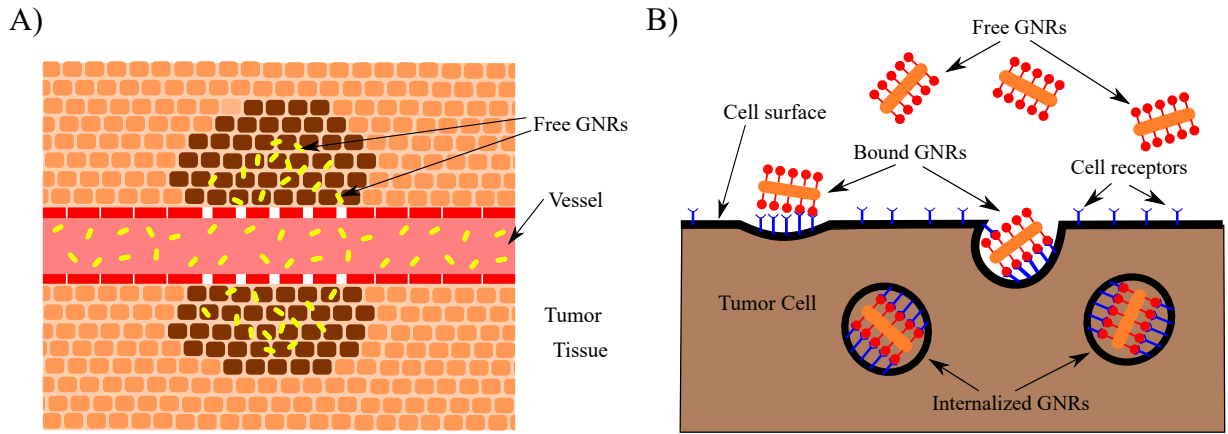 A)
Free GNRs
Vessel
Tumor
Tissue
B)
Free GNRs
Cell surface
Bound GNRs
Cell receptors
Tumor Cell
Internalized GNRs